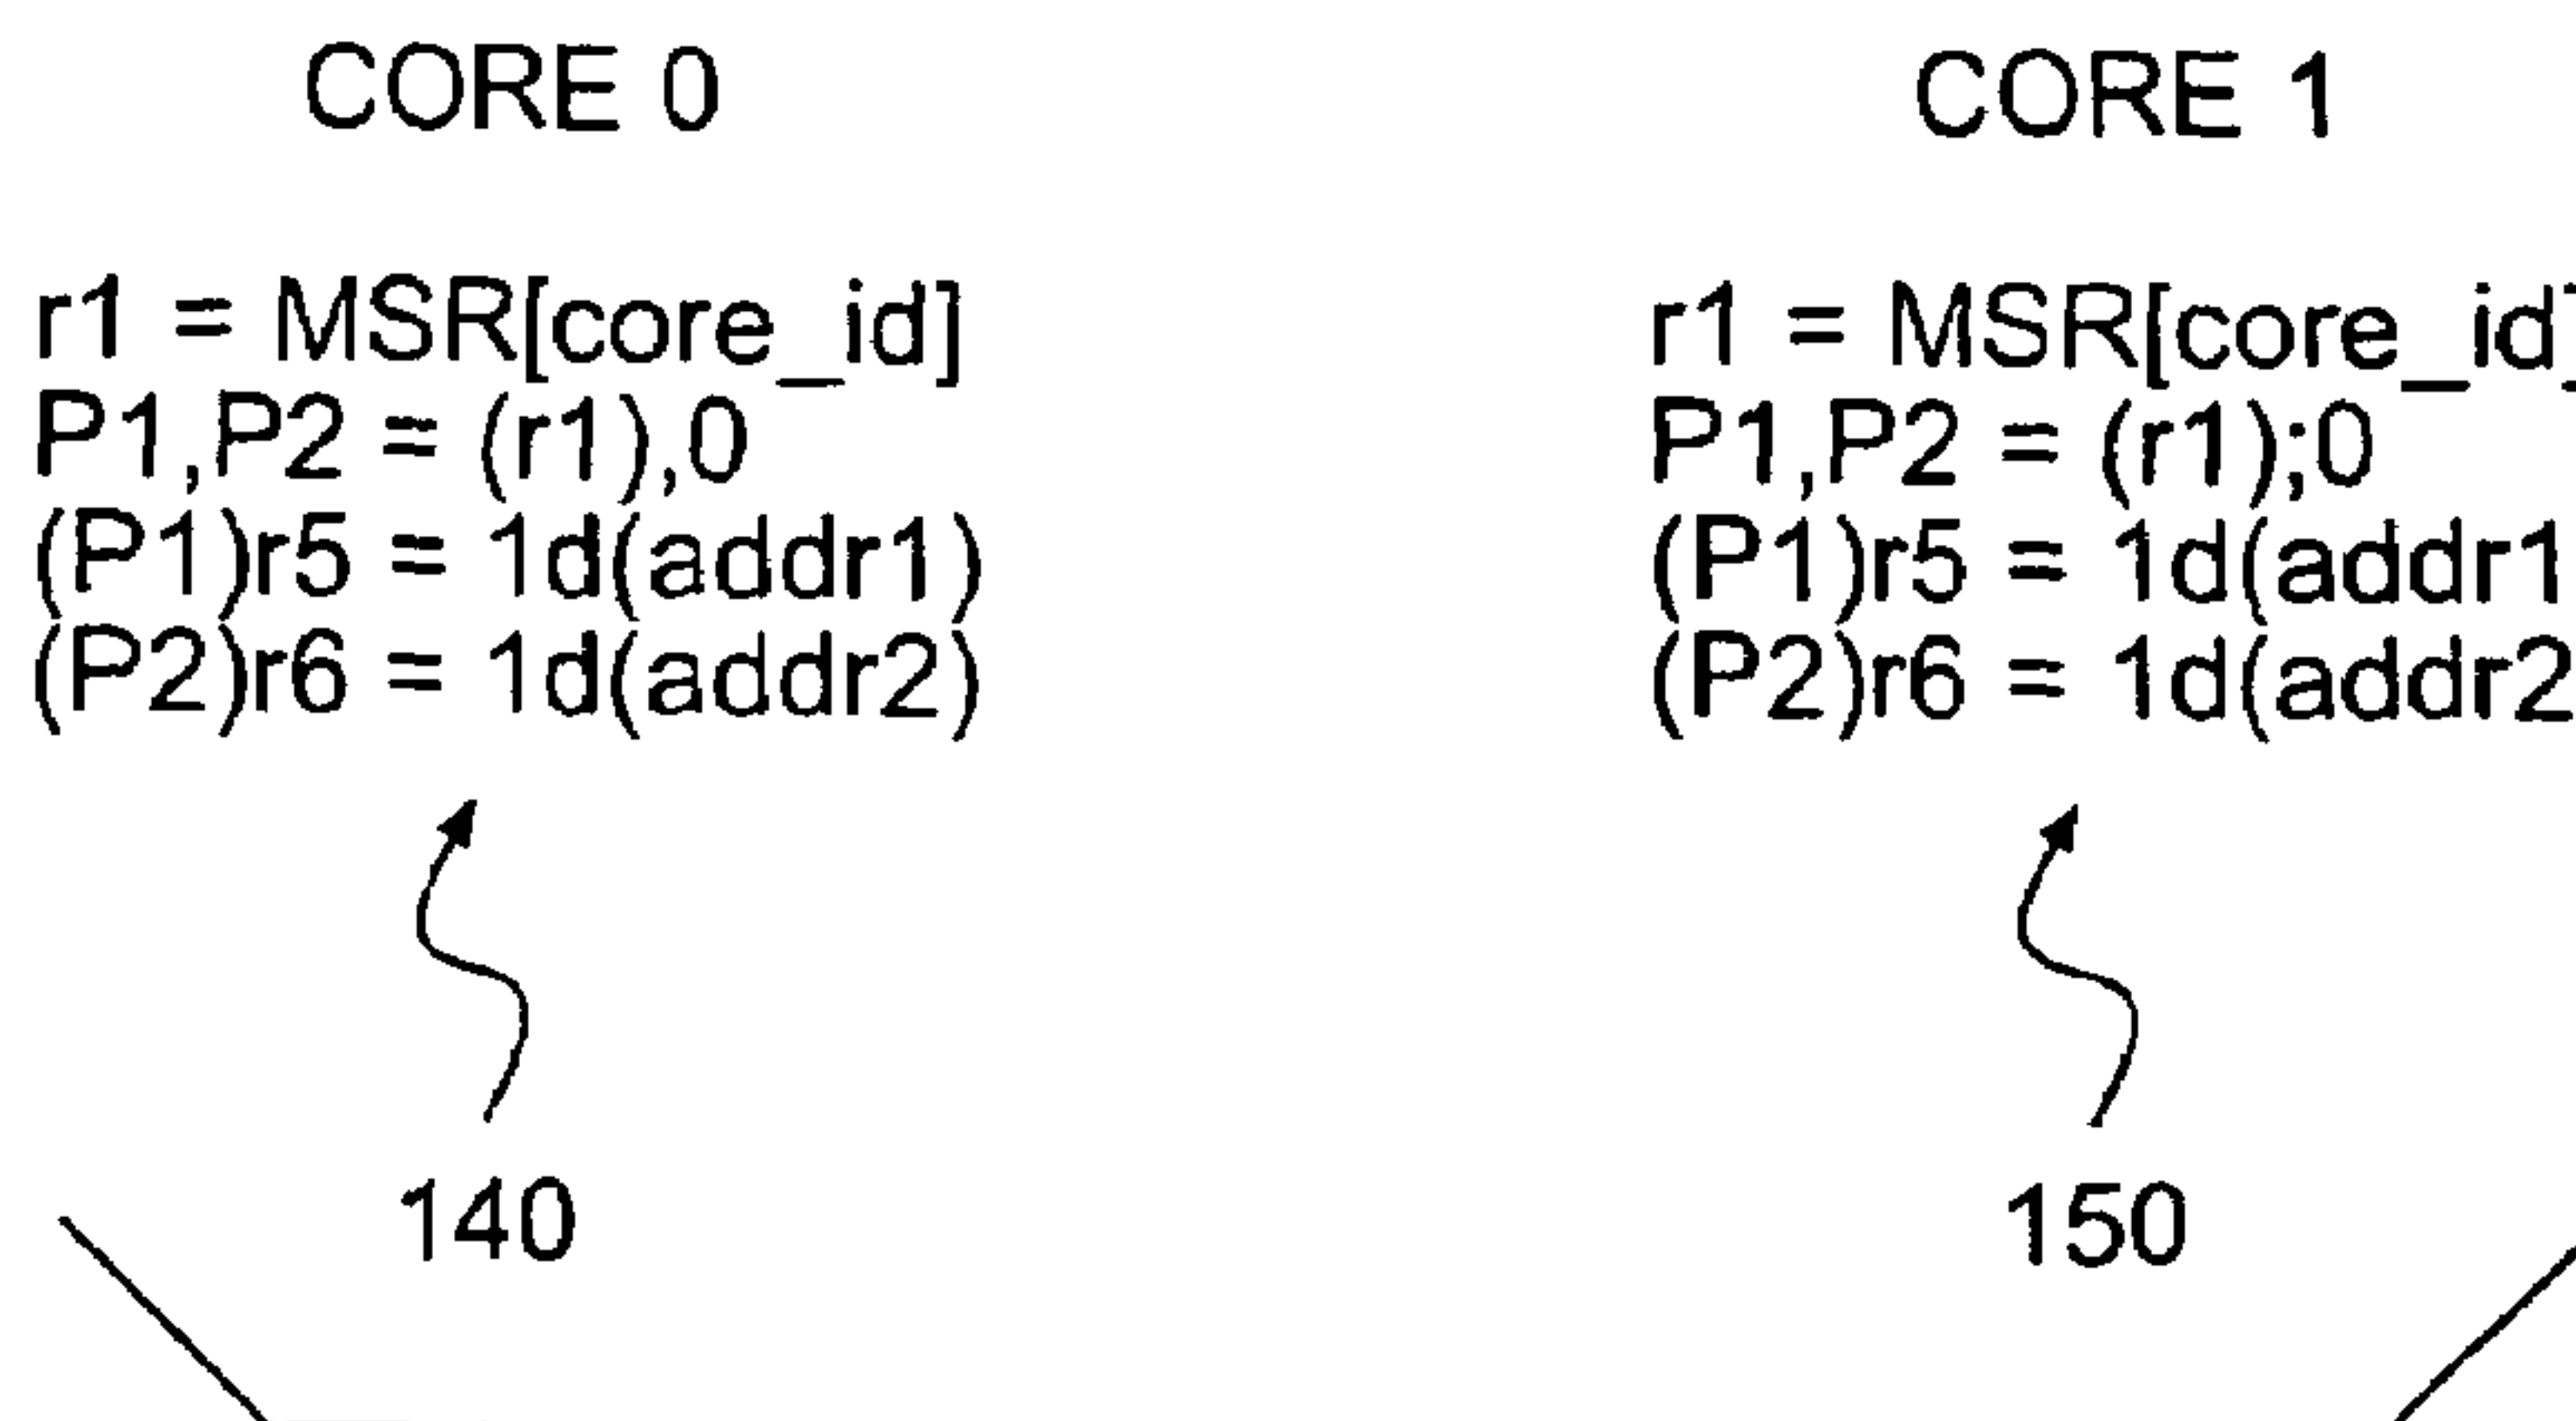 CORE 0
r1 = MSR[core_id]
P1,P2 = (r1),0
(P1)r5 = 1d(addr1)
(P2)r6 = 1d(addr2)
140
CORE 1
r1 = MSR[core_id]
P1,P2 = (r1);0
(P1)r5 = 1d(addr1
(P2)r6 = 1d(addr2
150